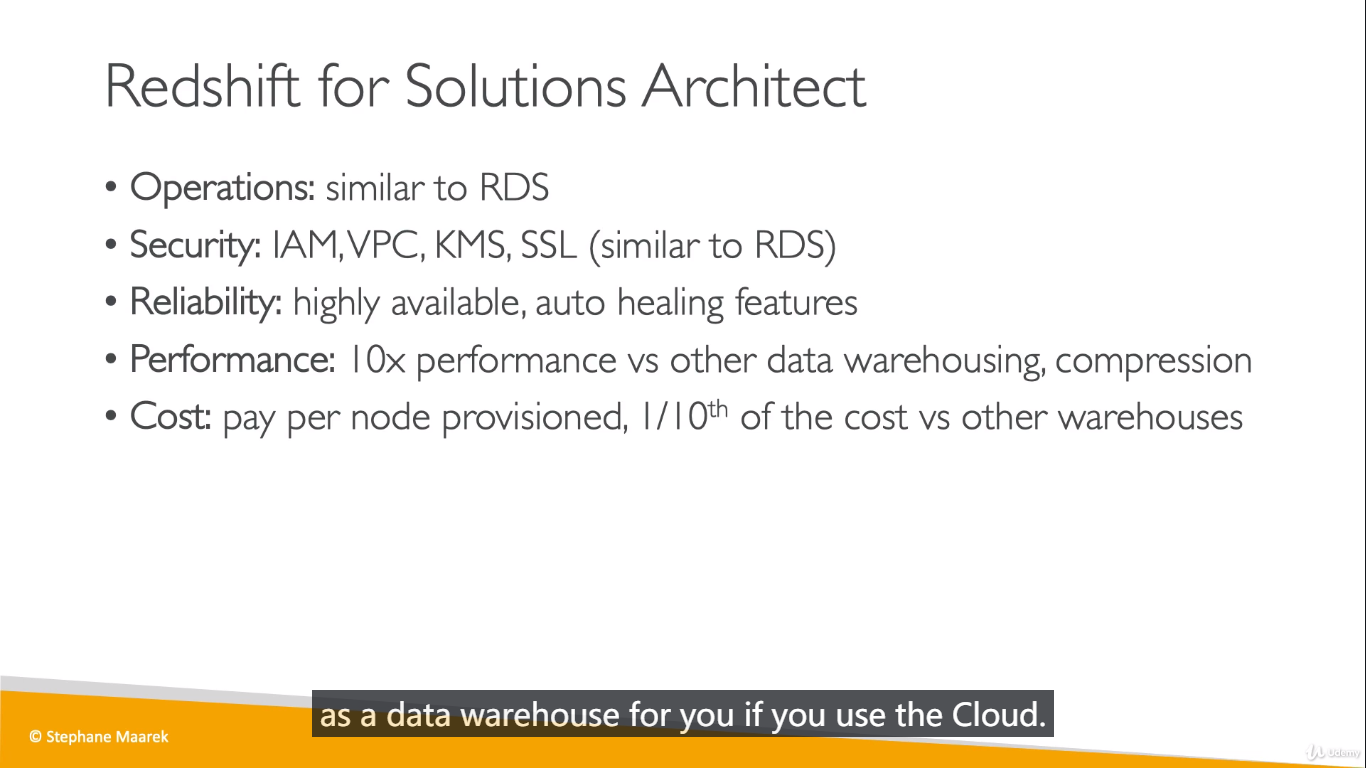 Redshift for Solutions Architect
• Operations: similar to RDS
• Security: IAM, VPC, KMS, SSL (similar to RDS)
• Reliability: highly available, auto healing features
• Performance: 10x performance vs other data warehousing, compression
• Cost: pay per node provisioned, 1/10th of the cost vs other warehouses
as a data warehouse for you if you use the Cloud.
© Stephane Maarek
Udemy